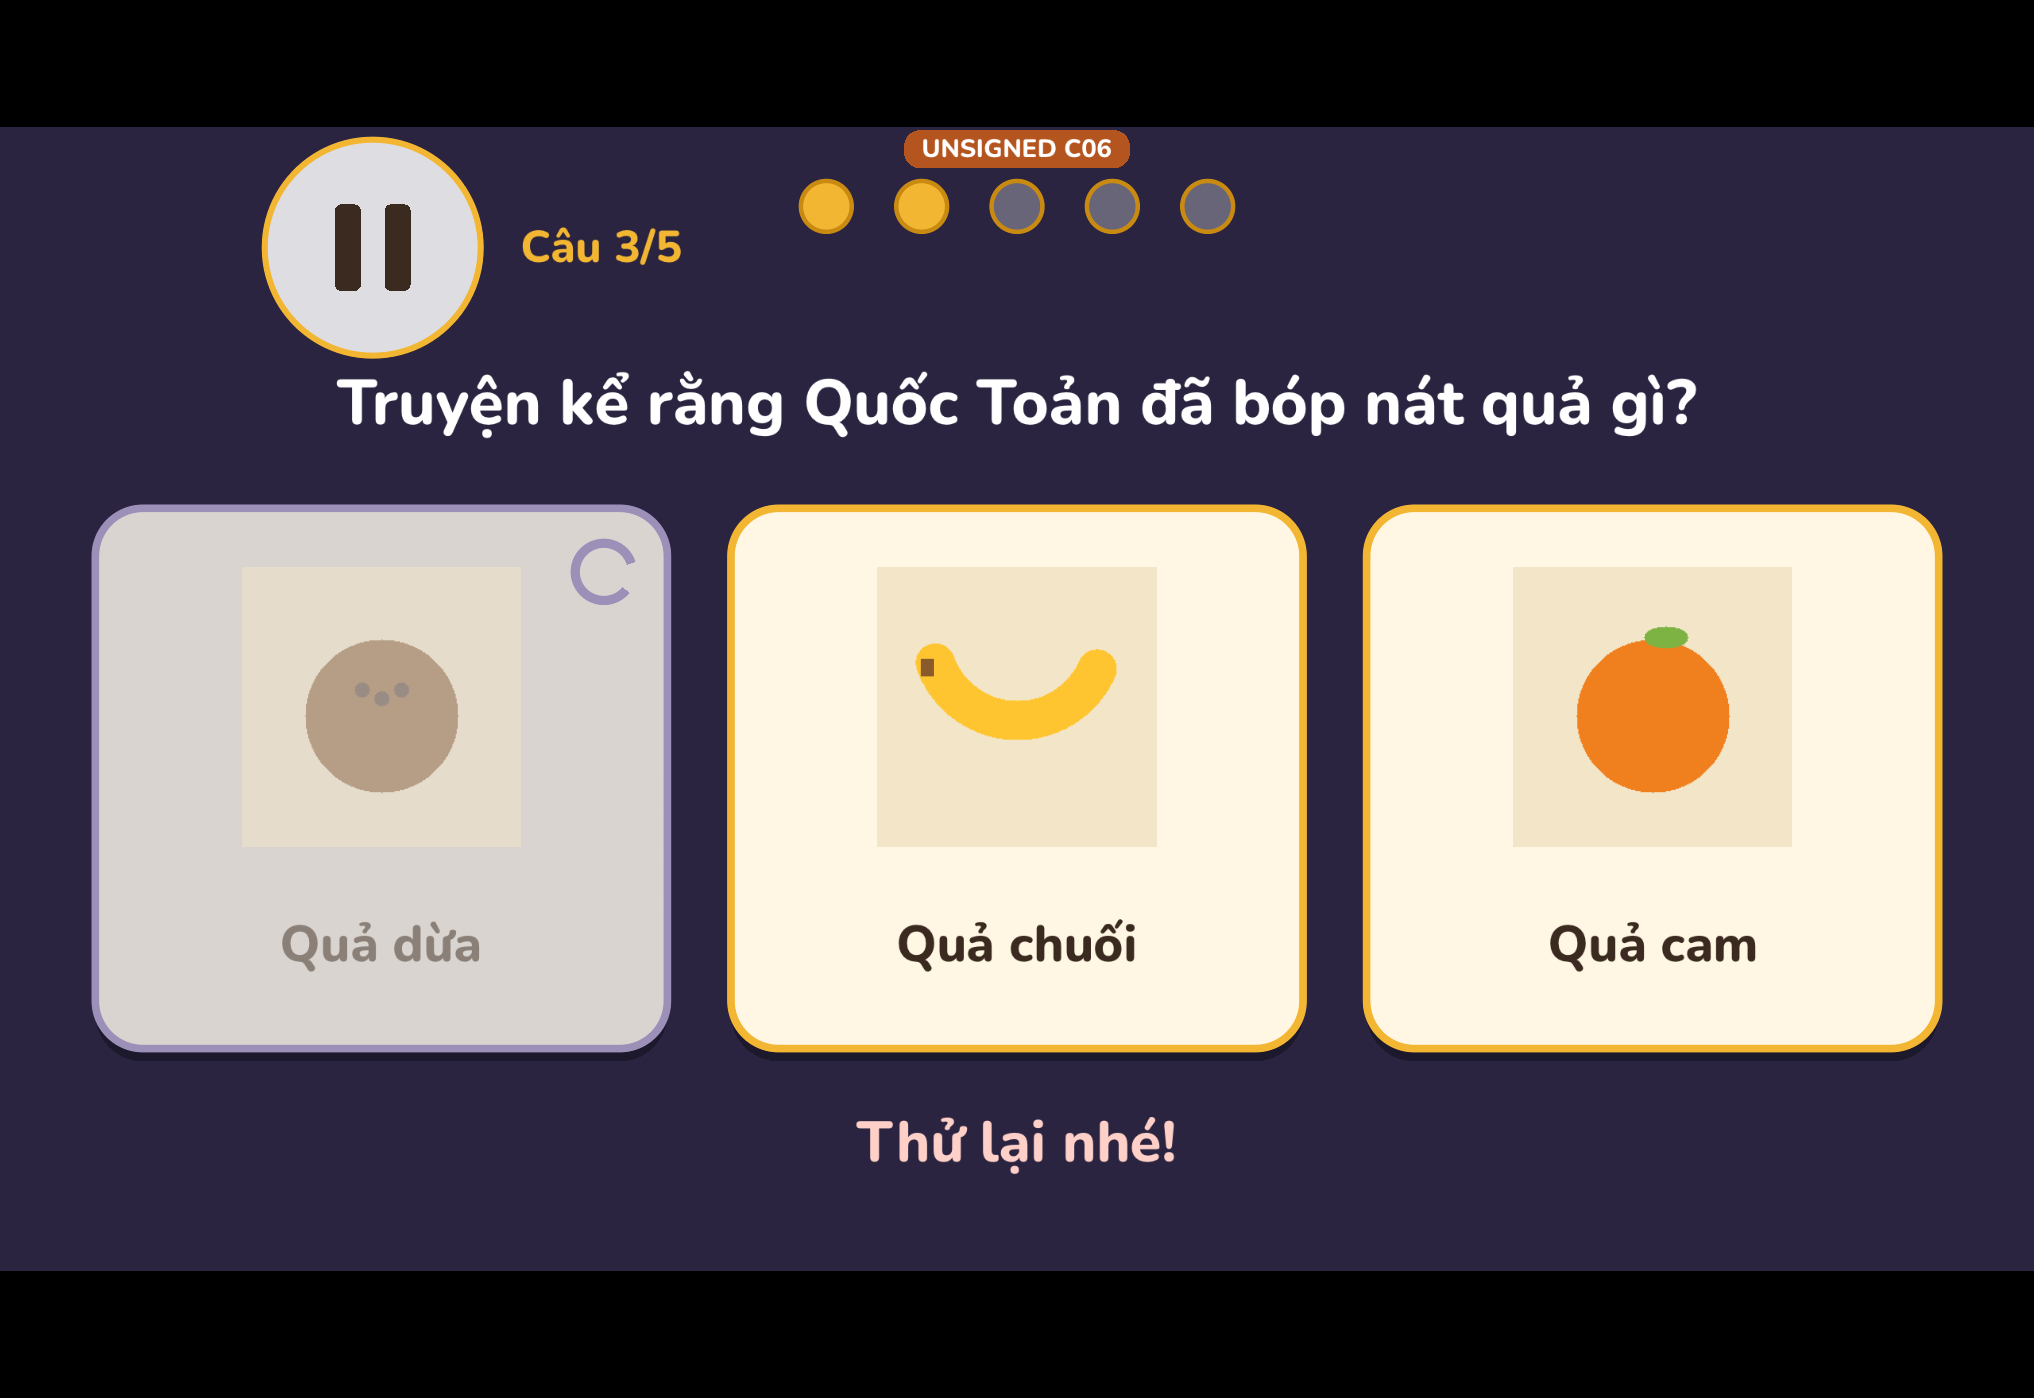 UNSIGNED C06
Câu 3/5
Truyện kể rằng Quốc Toản đã bóp nát quả gì?
Quả dừa
Quả chuối
Quả cam
Thử lại nhé!